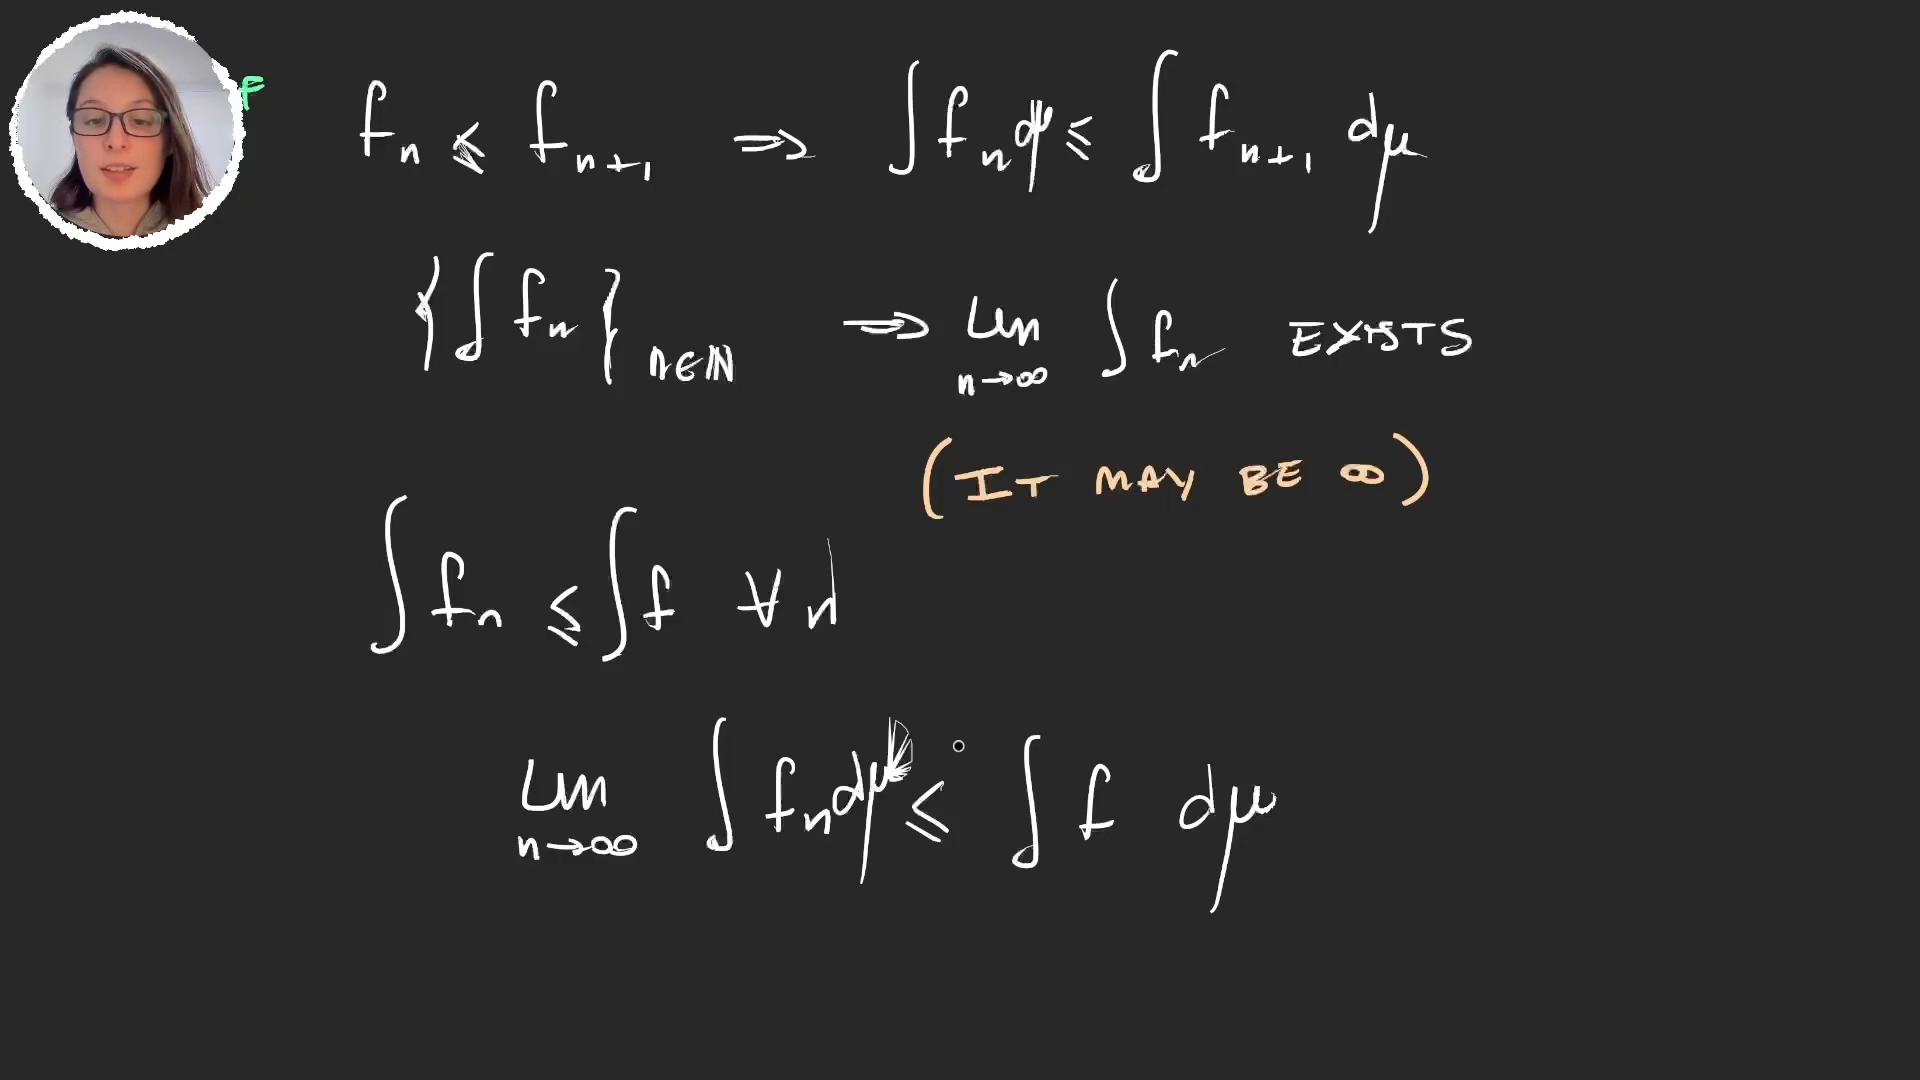 F
fₙ ≤ fₙ₊₁ ⇒ ∫ fₙ dμ ≤ ∫ fₙ₊₁ dμ
{∫ fₙ}ₙ∈ℕ ⇒ LIM n→∞ ∫ fₙ EXISTS
(IT MAY BE ∞)
∫ fₙ ≤ ∫ f ∀ n
LIM n→∞ ∫ fₙ dμ ≤ ∫ f dμ